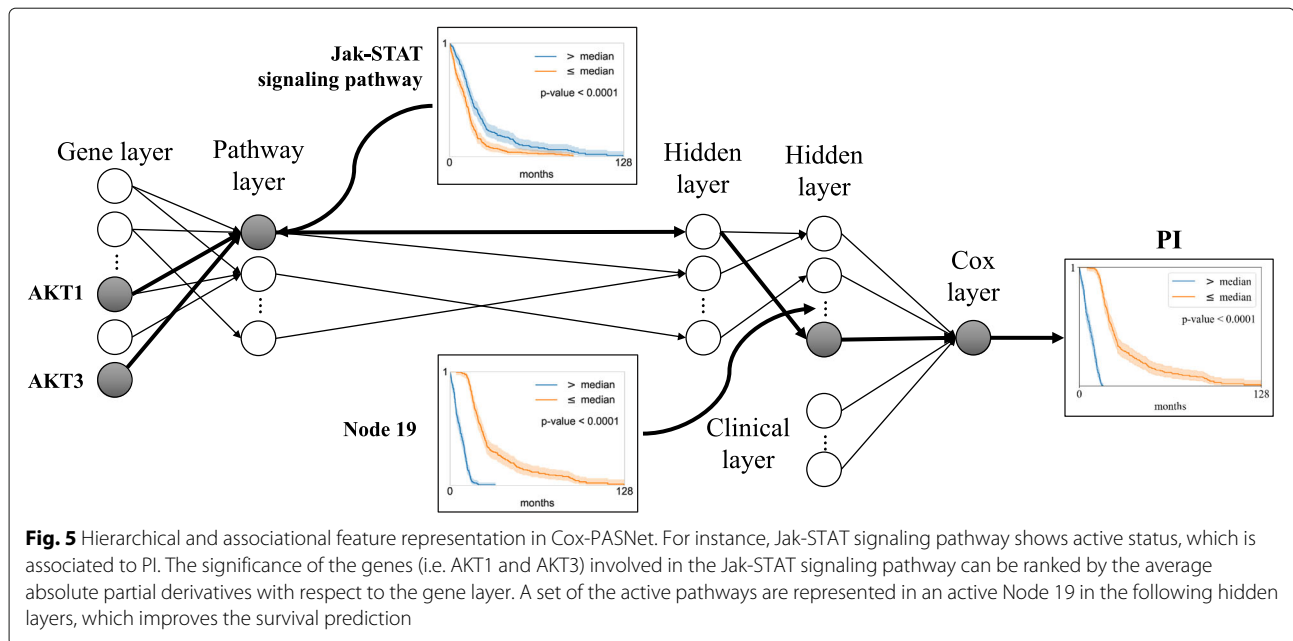 Jak-STAT
signaling pathway
1
> median
≤ median
p-value < 0.0001
0
128
months
Gene layer
Pathway
layer
Hidden
layer
Hidden
layer
AKT1
AKT3
Cox
layer
PI
1
> median
≤ median
p-value < 0.0001
0
128
months
Node 19
1
> median
≤ median
p-value < 0.0001
0
128
months
Clinical
layer
Fig. 5 Hierarchical and associational feature representation in Cox-PASNet. For instance, Jak-STAT signaling pathway shows active status, which is
associated to PI. The significance of the genes (i.e. AKT1 and AKT3) involved in the Jak-STAT signaling pathway can be ranked by the average
absolute partial derivatives with respect to the gene layer. A set of the active pathways are represented in an active Node 19 in the following hidden
layers, which improves the survival prediction